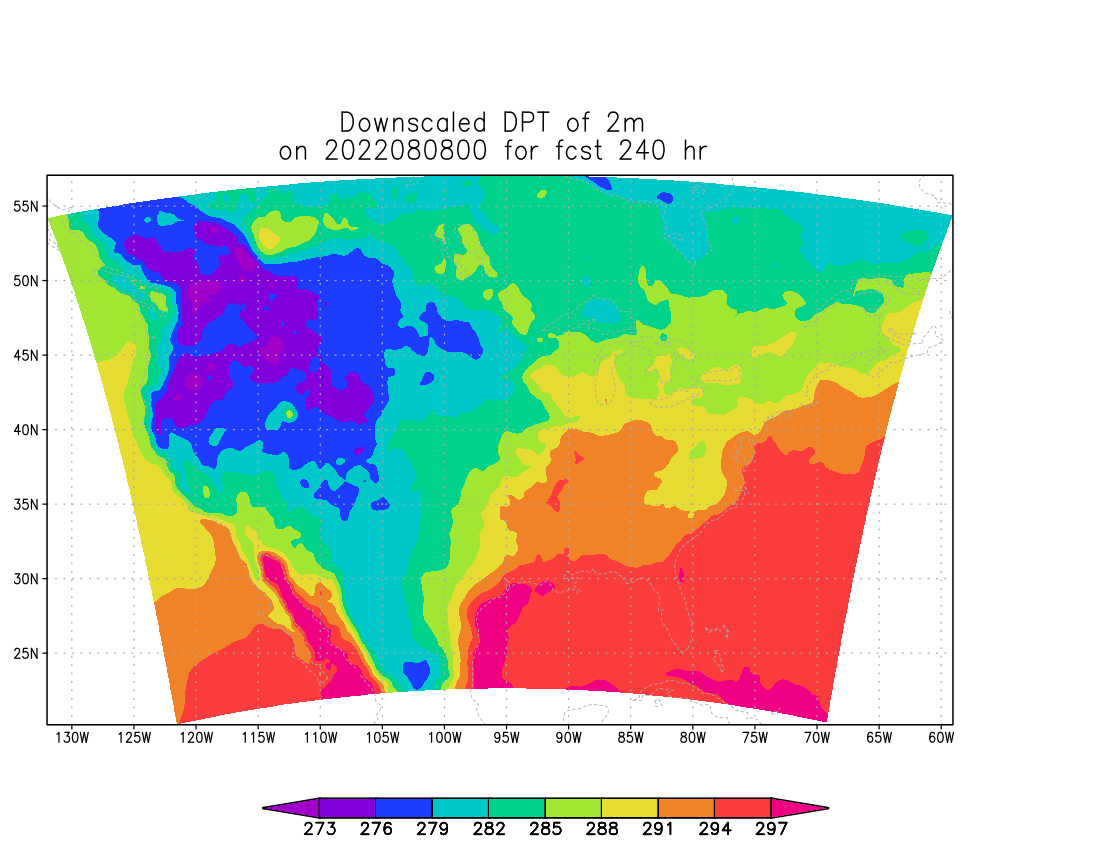 Downscaled DPT of 2m
on 2022080800 for fcst 240 hr
55N
50N
45N
40N
35N
30N
25N
130W 125W 120W 115W 110W 105W 100W 95W 90W 85W 80W 75W 70W 65W 60W
273 276 279 282 285 288 291 294 297